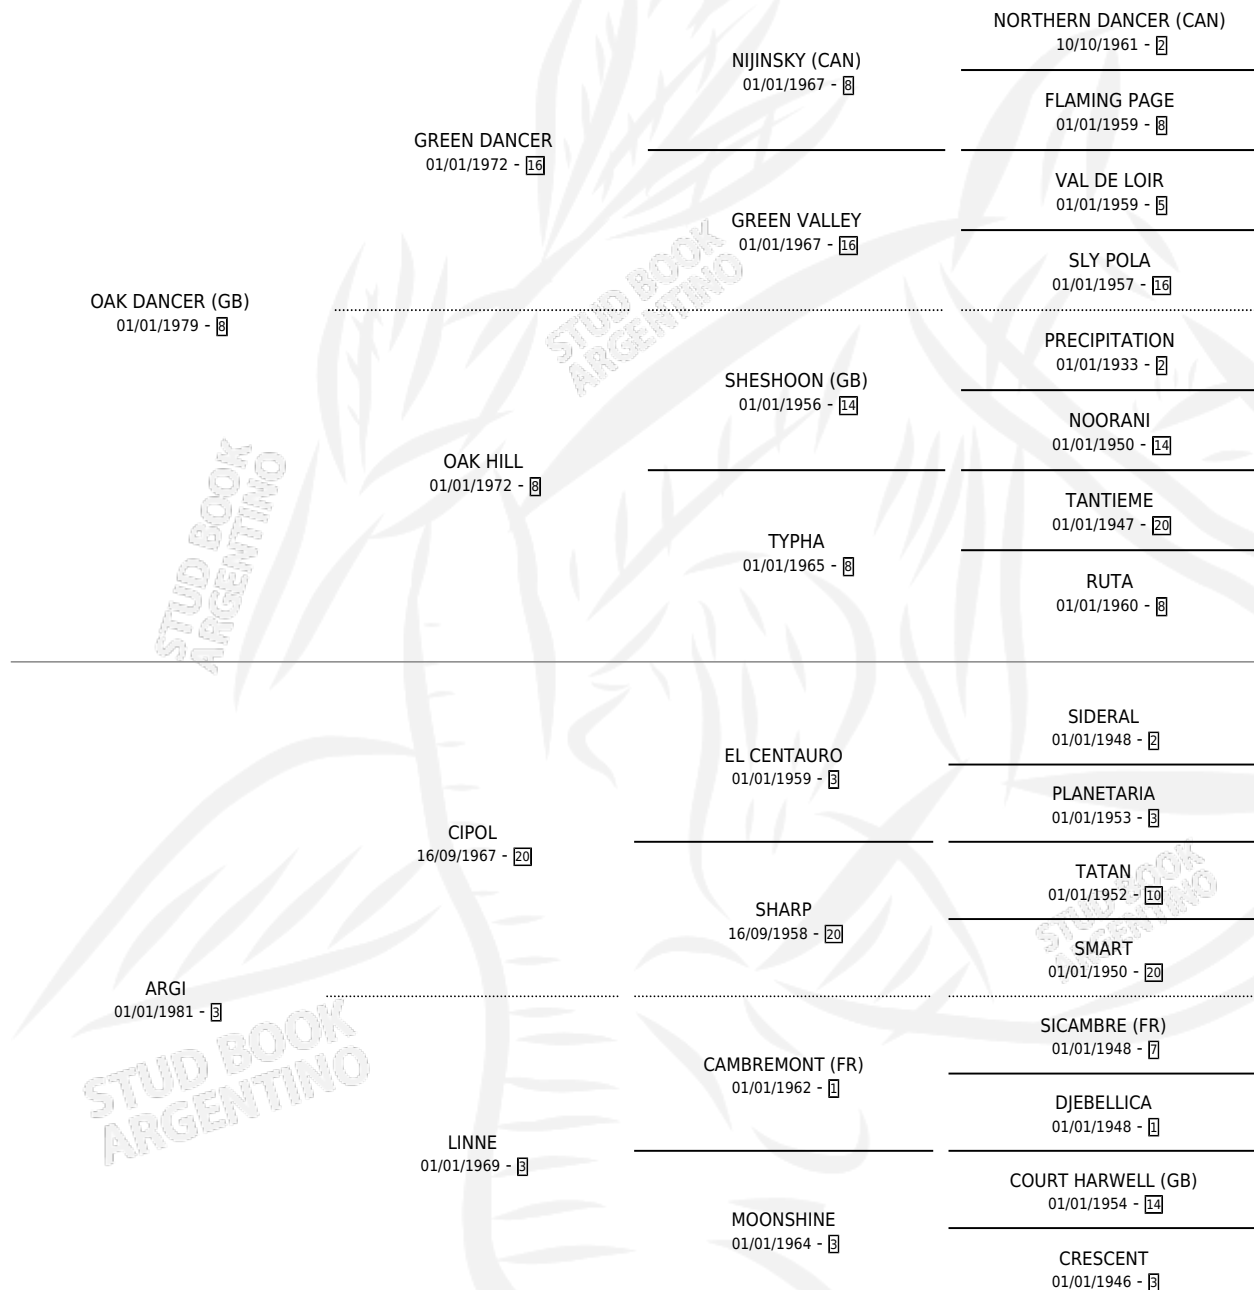 NORTHERN DANCER (CAN)
10/10/1961 - 2
NIJINSKY (CAN)
01/01/1967 - 8
FLAMING PAGE
01/01/1959 - 8
GREEN DANCER
01/01/1972 - 16
VAL DE LOIR
01/01/1959 - 5
GREEN VALLEY
01/01/1967 - 16
SLY POLA
01/01/1957 - 16
OAK DANCER (GB)
01/01/1979 - 8
STUD BOOK
ARGENTINO
PRECIPITATION
01/01/1933 - 2
SHESHOON (GB)
01/01/1956 - 14
NOORANI
01/01/1950 - 14
OAK HILL
01/01/1972 - 8
STUD BOOK
ARGENTINO
TANTIEME
01/01/1947 - 20
TYPHA
01/01/1965 - 8
RUTA
01/01/1960 - 8
SIDERAL
01/01/1948 - 2
EL CENTAURO
01/01/1959 - 3
PLANETARIA
01/01/1953 - 3
CIPOL
16/09/1967 - 20
TATAN
01/01/1952 - 10
STUD BOOK
ARGENTINO
SHARP
16/09/1958 - 20
SMART
01/01/1950 - 20
ARGI
01/01/1981 - 3
STUD BOOK
ARGENTINO
SICAMBRE (FR)
01/01/1948 - 7
CAMBREMONT (FR)
01/01/1962 - 1
DJEBELLICA
01/01/1948 - 1
LINNE
01/01/1969 - 3
COURT HARWELL (GB)
01/01/1954 - 14
MOONSHINE
01/01/1964 - 3
CRESCENT
01/01/1946 - 3